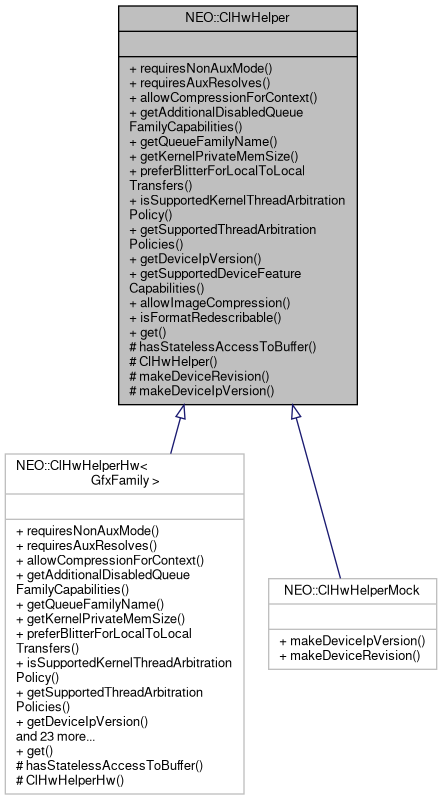 NEO::ClHwHelper
+ requiresNonAuxMode()
+ requiresAuxResolves()
+ allowCompressionForContext()
+ getAdditionalDisabledQueue
FamilyCapabilities()
+ getQueueFamilyName()
+ getKernelPrivateMemSize()
+ preferBlitterForLocalToLocal
Transfers()
+ isSupportedKernelThreadArbitration
Policy()
+ getSupportedThreadArbitration
Policies()
+ getDeviceIpVersion()
+ getSupportedDeviceFeature
Capabilities()
+ allowImageCompression()
+ isFormatRedescribable()
+ get()
# hasStatelessAccessToBuffer()
# ClHwHelper()
# makeDeviceRevision()
# makeDeviceIpVersion()
NEO::ClHwHelperHw<
GfxFamily >
+ requiresNonAuxMode()
+ requiresAuxResolves()
+ allowCompressionForContext()
+ getAdditionalDisabledQueue
FamilyCapabilities()
+ getQueueFamilyName()
+ getKernelPrivateMemSize()
+ preferBlitterForLocalToLocal
Transfers()
+ isSupportedKernelThreadArbitration
Policy()
+ getSupportedThreadArbitration
Policies()
+ getDeviceIpVersion()
and 23 more...
+ get()
# hasStatelessAccessToBuffer()
# ClHwHelperHw()
NEO::ClHwHelperMock
+ makeDeviceIpVersion()
+ makeDeviceRevision()